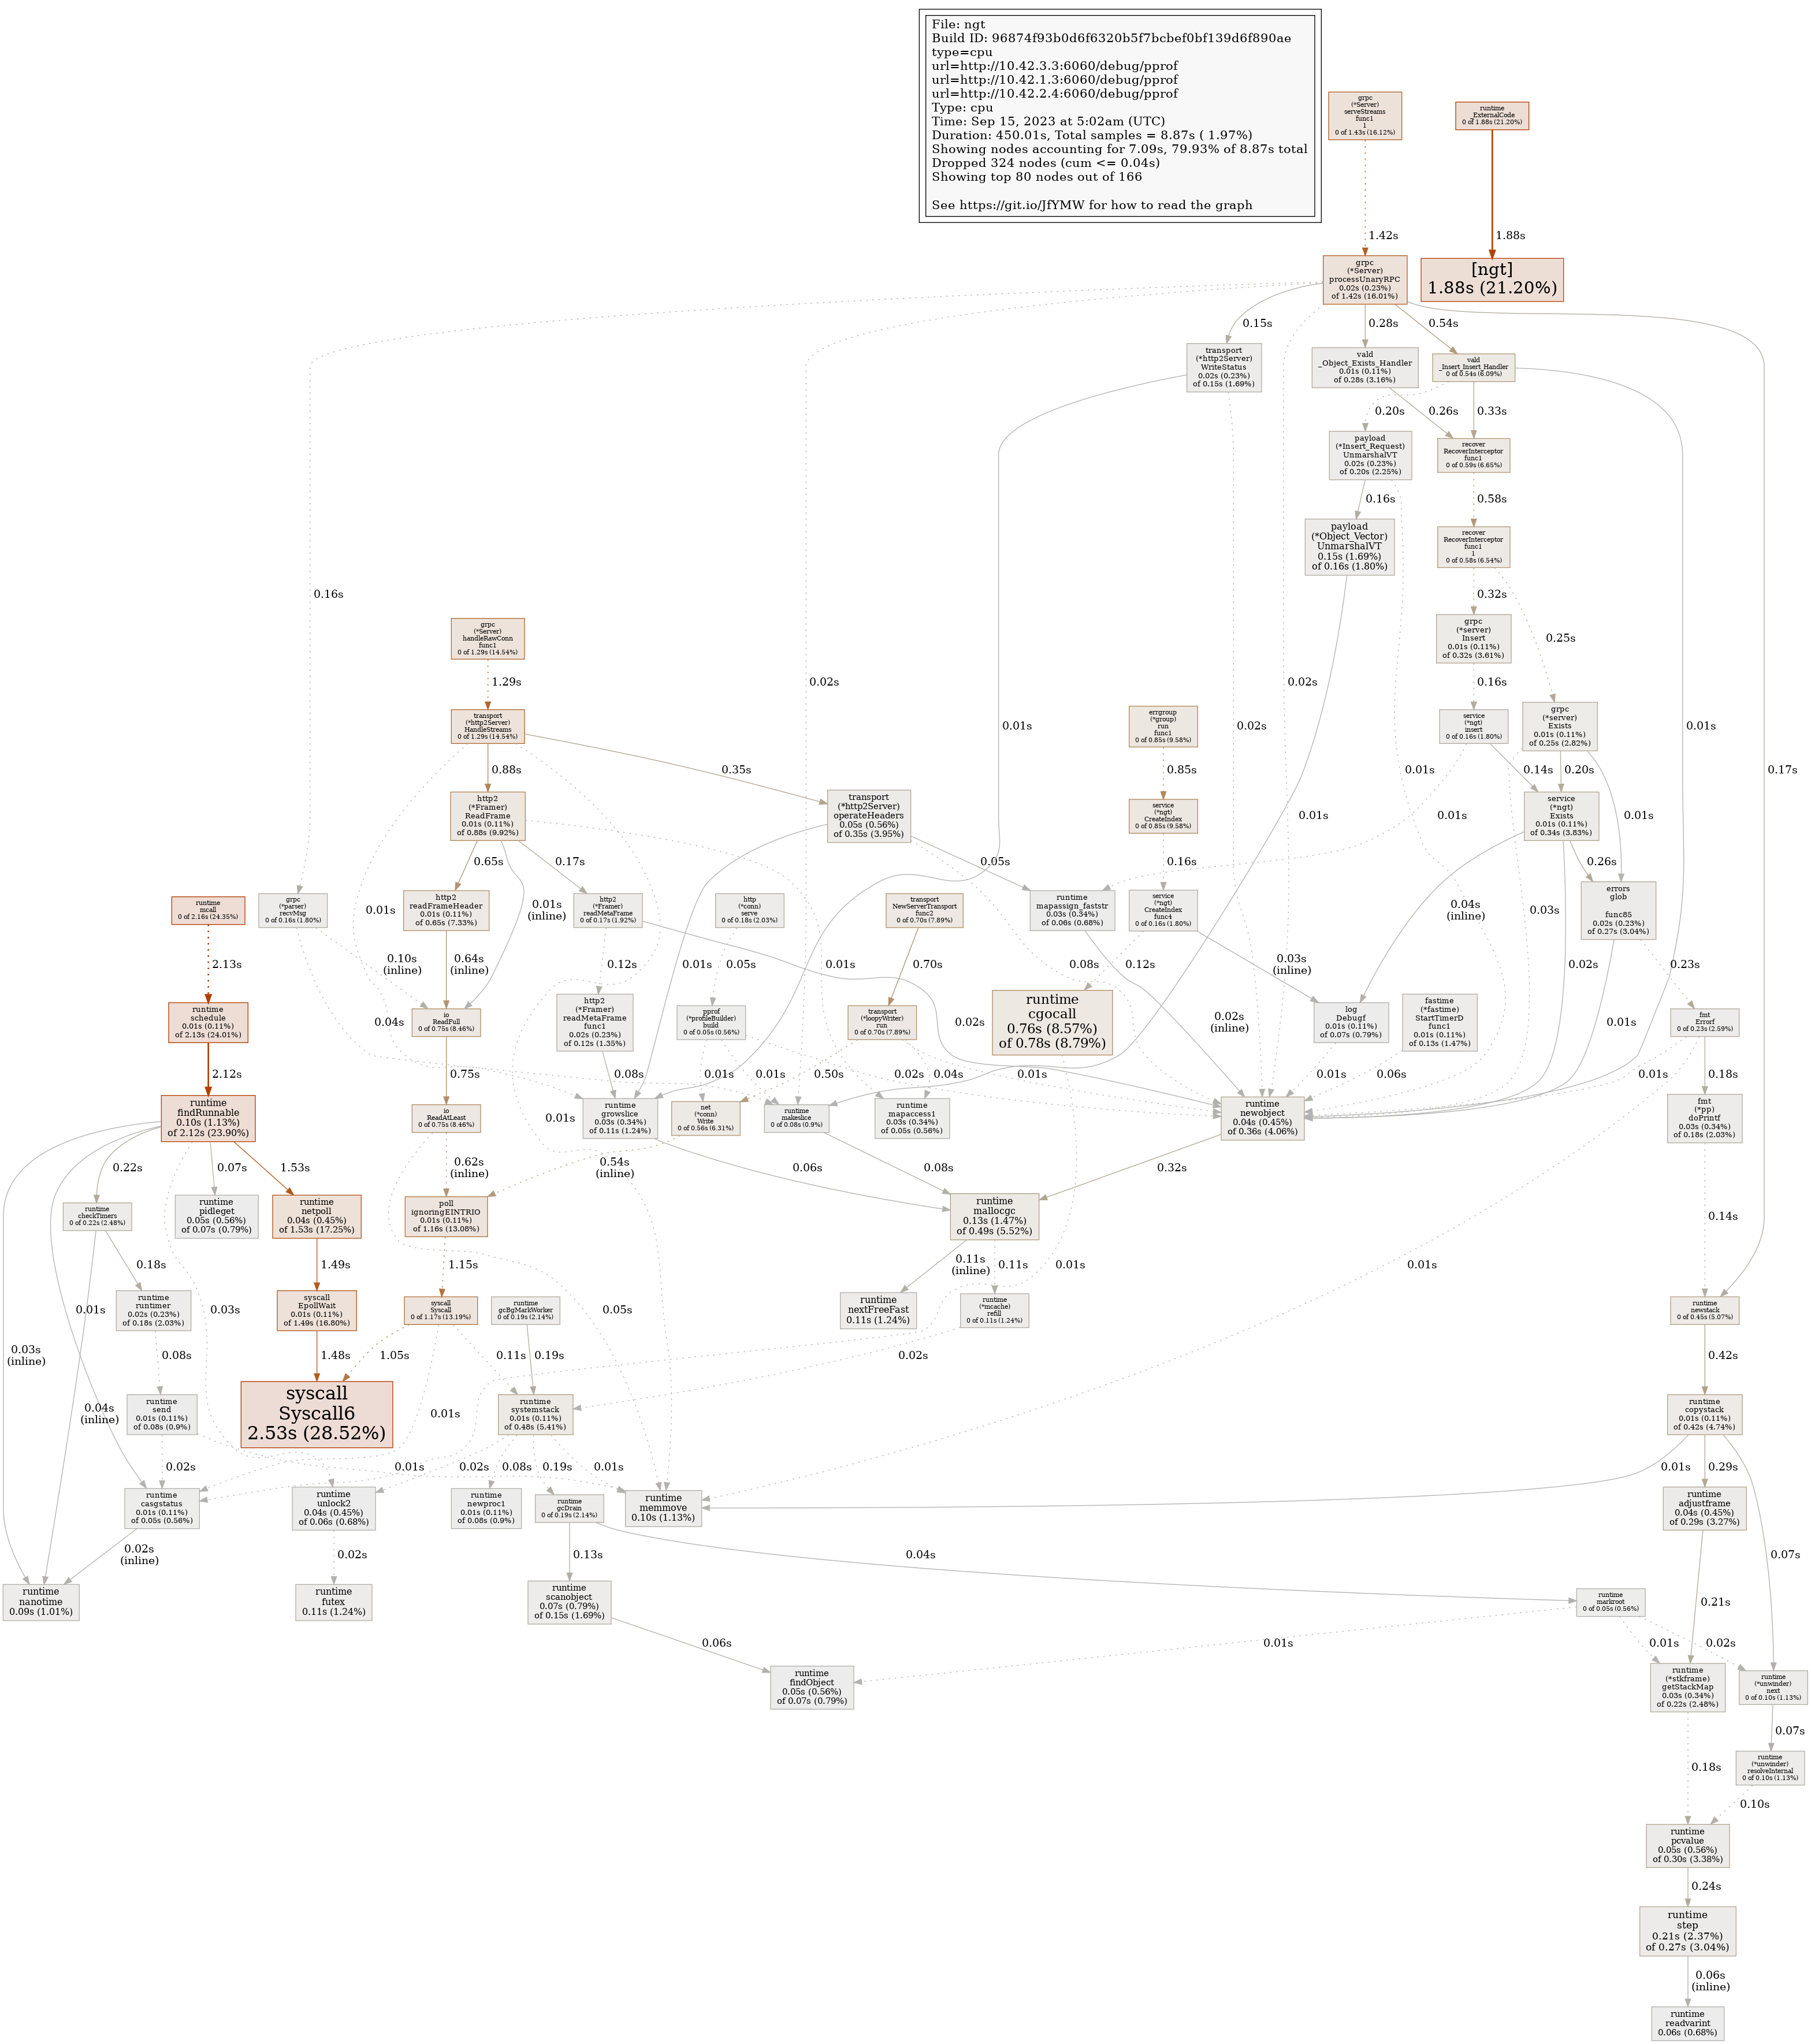 File: ngt
Build ID: 96874f93b0d6f6320b5f7bcbef0bf139d6f890ae
type=cpu
url=http://10.42.3.3:6060/debug/pprof
url=http://10.42.1.3:6060/debug/pprof
url=http://10.42.2.4:6060/debug/pprof
Type: cpu
Time: Sep 15, 2023 at 5:02am (UTC)
Duration: 450.01s, Total samples = 8.87s ( 1.97%)
Showing nodes accounting for 7.09s, 79.93% of 8.87s total
Dropped 324 nodes (cum <= 0.04s)
Showing top 80 nodes out of 166
See https://git.io/JfYMW for how to read the graph
grpc
(*Server)
serveStreams
func1
1
0 of 1.43s (16.12%)
runtime
_ExternalCode
0 of 1.88s (21.20%)
1.42s
1.88s
grpc
(*Server)
processUnaryRPC
0.02s (0.23%)
of 1.42s (16.01%)
[ngt]
1.88s (21.20%)
0.15s
0.28s
0.54s
transport
(*http2Server)
WriteStatus
0.02s (0.23%)
of 0.15s (1.69%)
vald
_Object_Exists_Handler
0.01s (0.11%)
of 0.28s (3.16%)
vald
_Insert_Insert_Handler
0 of 0.54s (6.09%)
0.20s
0.26s
0.33s
payload
(*Insert_Request)
UnmarshalVT
0.02s (0.23%)
of 0.20s (2.25%)
recover
RecoverInterceptor
func1
0 of 0.59s (6.65%)
0.16s
0.58s
payload
(*Object_Vector)
UnmarshalVT
0.15s (1.69%)
of 0.16s (1.80%)
recover
RecoverInterceptor
func1
1
0 of 0.58s (6.54%)
0.16s
0.32s
0.25s
grpc
(*Server)
handleRawConn
func1
0 of 1.29s (14.54%)
grpc
(*server)
Insert
0.01s (0.11%)
of 0.32s (3.61%)
1.29s
0.02s
0.16s
transport
(*http2Server)
HandleStreams
0 of 1.29s (14.54%)
errgroup
(*group)
run
func1
0 of 0.85s (9.58%)
0.01s
0.02s
service
(*ngt)
insert
0 of 0.16s (1.80%)
grpc
(*server)
Exists
0.01s (0.11%)
of 0.25s (2.82%)
0.01s
0.88s
0.35s
0.85s
0.02s
0.01s
0.14s
0.20s
0.17s
http2
(*Framer)
ReadFrame
0.01s (0.11%)
of 0.88s (9.92%)
transport
(*http2Server)
operateHeaders
0.05s (0.56%)
of 0.35s (3.95%)
service
(*ngt)
CreateIndex
0 of 0.85s (9.58%)
0.01s
0.01s
service
(*ngt)
Exists
0.01s (0.11%)
of 0.34s (3.83%)
0.01s
0.65s
0.17s
0.05s
0.16s
0.26s
runtime
mcall
0 of 2.16s (24.35%)
grpc
(*parser)
recvMsg
0 of 0.16s (1.80%)
0.01s
http2
readFrameHeader
0.01s (0.11%)
of 0.65s (7.33%)
0.01s
(inline)
http2
(*Framer)
readMetaFrame
0 of 0.17s (1.92%)
http
(*conn)
serve
0 of 0.18s (2.03%)
transport
NewServerTransport
func2
0 of 0.70s (7.89%)
runtime
mapassign_faststr
0.03s (0.34%)
of 0.06s (0.68%)
service
(*ngt)
CreateIndex
func4
0 of 0.16s (1.80%)
0.03s
0.04s
(inline)
errors
glob
func85
0.02s (0.23%)
of 0.27s (3.04%)
2.13s
0.10s
(inline)
0.64s
(inline)
0.12s
0.01s
0.05s
0.01s
0.70s
0.08s
0.12s
0.03s
(inline)
0.02s
0.23s
runtime
schedule
0.01s (0.11%)
of 2.13s (24.01%)
io
ReadFull
0 of 0.75s (8.46%)
http2
(*Framer)
readMetaFrame
func1
0.02s (0.23%)
of 0.12s (1.35%)
pprof
(*profileBuilder)
build
0 of 0.05s (0.56%)
transport
(*loopyWriter)
run
0 of 0.70s (7.89%)
runtime
cgocall
0.76s (8.57%)
of 0.78s (8.79%)
log
Debugf
0.01s (0.11%)
of 0.07s (0.79%)
fastime
(*fastime)
StartTimerD
func1
0.01s (0.11%)
of 0.13s (1.47%)
fmt
Errorf
0 of 0.23s (2.59%)
0.04s
0.02s
0.02s
(inline)
0.01s
2.12s
0.75s
0.08s
0.01s
0.01s
0.50s
0.02s
0.04s
0.01s
0.01s
0.06s
0.01s
0.18s
runtime
findRunnable
0.10s (1.13%)
of 2.12s (23.90%)
io
ReadAtLeast
0 of 0.75s (8.46%)
0.01s
runtime
growslice
0.03s (0.34%)
of 0.11s (1.24%)
net
(*conn)
Write
0 of 0.56s (6.31%)
runtime
makeslice
0 of 0.08s (0.9%)
runtime
mapaccess1
0.03s (0.34%)
of 0.05s (0.56%)
runtime
newobject
0.04s (0.45%)
of 0.36s (4.06%)
fmt
(*pp)
doPrintf
0.03s (0.34%)
of 0.18s (2.03%)
0.22s
0.07s
1.53s
0.62s
(inline)
0.54s
(inline)
0.06s
0.08s
0.32s
runtime
checkTimers
0 of 0.22s (2.48%)
runtime
pidleget
0.05s (0.56%)
of 0.07s (0.79%)
runtime
netpoll
0.04s (0.45%)
of 1.53s (17.25%)
poll
ignoringEINTRIO
0.01s (0.11%)
of 1.16s (13.08%)
runtime
mallocgc
0.13s (1.47%)
of 0.49s (5.52%)
0.14s
0.18s
1.49s
1.15s
0.11s
(inline)
0.11s
0.01s
0.01s
runtime
runtimer
0.02s (0.23%)
of 0.18s (2.03%)
0.01s
0.03s
syscall
EpollWait
0.01s (0.11%)
of 1.49s (16.80%)
syscall
Syscall
0 of 1.17s (13.19%)
runtime
gcBgMarkWorker
0 of 0.19s (2.14%)
0.05s
runtime
nextFreeFast
0.11s (1.24%)
runtime
(*mcache)
refill
0 of 0.11s (1.24%)
runtime
newstack
0 of 0.45s (5.07%)
0.03s
(inline)
0.08s
1.48s
1.05s
0.11s
0.19s
0.02s
0.42s
0.04s
(inline)
runtime
send
0.01s (0.11%)
of 0.08s (0.9%)
syscall
Syscall6
2.53s (28.52%)
0.01s
runtime
systemstack
0.01s (0.11%)
of 0.48s (5.41%)
runtime
copystack
0.01s (0.11%)
of 0.42s (4.74%)
0.02s
0.01s
0.02s
0.08s
0.19s
0.01s
0.01s
0.29s
runtime
casgstatus
0.01s (0.11%)
of 0.05s (0.56%)
runtime
unlock2
0.04s (0.45%)
of 0.06s (0.68%)
runtime
newproc1
0.01s (0.11%)
of 0.08s (0.9%)
runtime
gcDrain
0 of 0.19s (2.14%)
runtime
memmove
0.10s (1.13%)
runtime
adjustframe
0.04s (0.45%)
of 0.29s (3.27%)
0.02s
(inline)
0.02s
0.13s
0.04s
0.07s
runtime
nanotime
0.09s (1.01%)
runtime
futex
0.11s (1.24%)
runtime
scanobject
0.07s (0.79%)
of 0.15s (1.69%)
runtime
markroot
0 of 0.05s (0.56%)
0.21s
0.06s
0.01s
0.01s
0.02s
runtime
findObject
0.05s (0.56%)
of 0.07s (0.79%)
runtime
(*stkframe)
getStackMap
0.03s (0.34%)
of 0.22s (2.48%)
runtime
(*unwinder)
next
0 of 0.10s (1.13%)
0.07s
0.18s
runtime
(*unwinder)
resolveInternal
0 of 0.10s (1.13%)
0.10s
runtime
pcvalue
0.05s (0.56%)
of 0.30s (3.38%)
0.24s
runtime
step
0.21s (2.37%)
of 0.27s (3.04%)
0.06s
(inline)
runtime
readvarint
0.06s (0.68%)